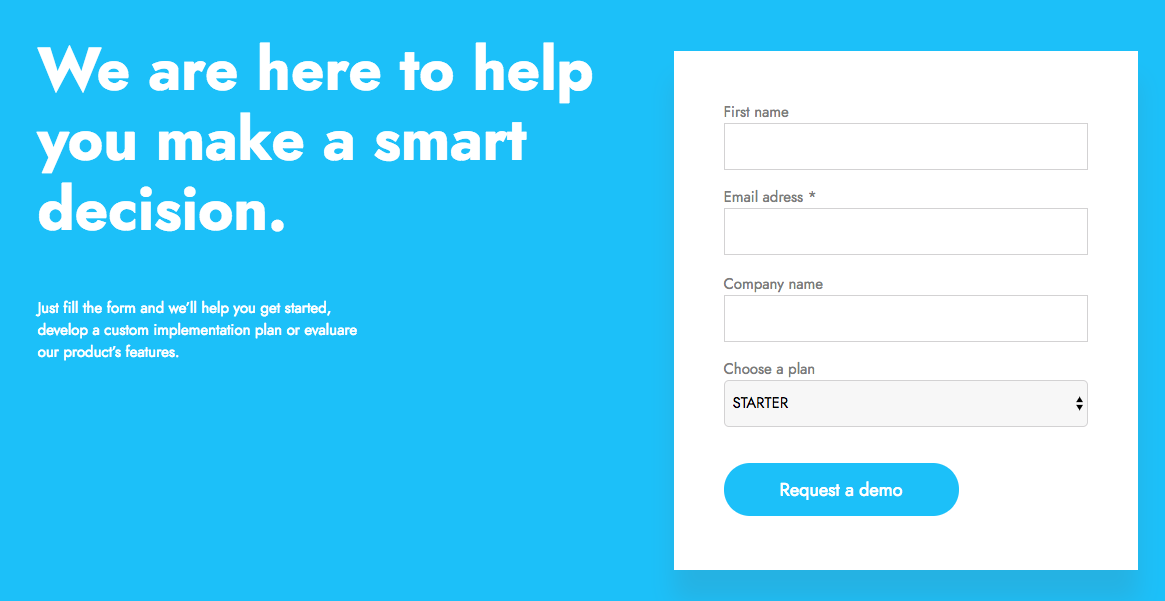 We are here to help
you make a smart
decision.
Just fill the form and we'll help you get started,
develop a custom implementation plan or evaluare
our product's features.
First name
Email adress *
Company name
Choose a plan
STARTER
Request a demo